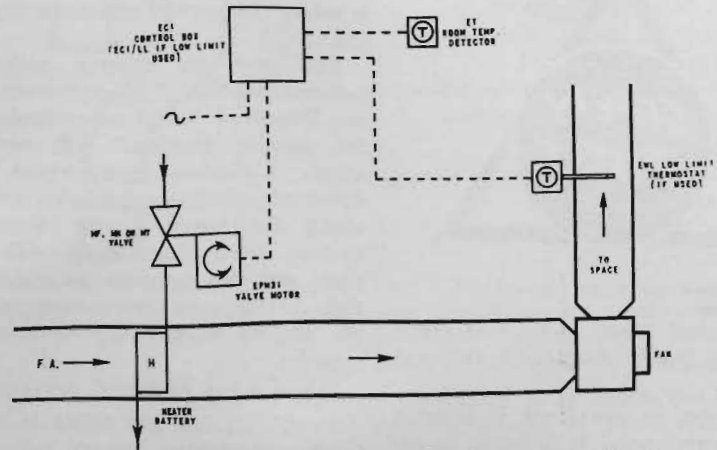 EC1
CONTROL BOX
(EC1/LL IF LOW LIMIT
USED)
T
ET
ROOM TEMP.
DETECTOR
T
EWL LOW LIMIT
THERMOSTAT
(IF USED)
MF, MK OR MT
VALVE
EPM31
VALVE MOTOR
TO
SPACE
F.A.
H
FAN
HEATER
BATTERY